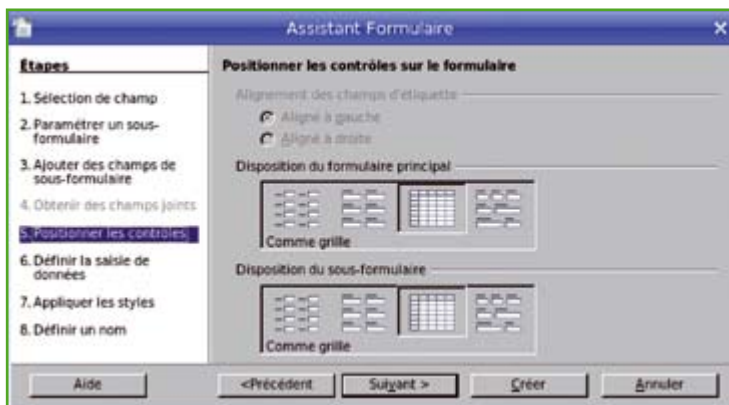 Assistant Formulaire
Étapes
1. Sélection de champ
2. Paramétrer un sous-
formulaire
3. Ajouter des champs de
sous-formulaire
4. Obtenir des champs joints
5. Positionner les contrôles
6. Définir la saisie de
données
7. Appliquer les styles
8. Définir un nom
Positionner les contrôles sur le formulaire
Alignement des champs d'étiquette
Aligné à gauche
Aligné à droite
Disposition du formulaire principal
Comme grille
Disposition du sous-formulaire
Comme grille
Aide
<Précédent
Suivant >
Créer
Annuler